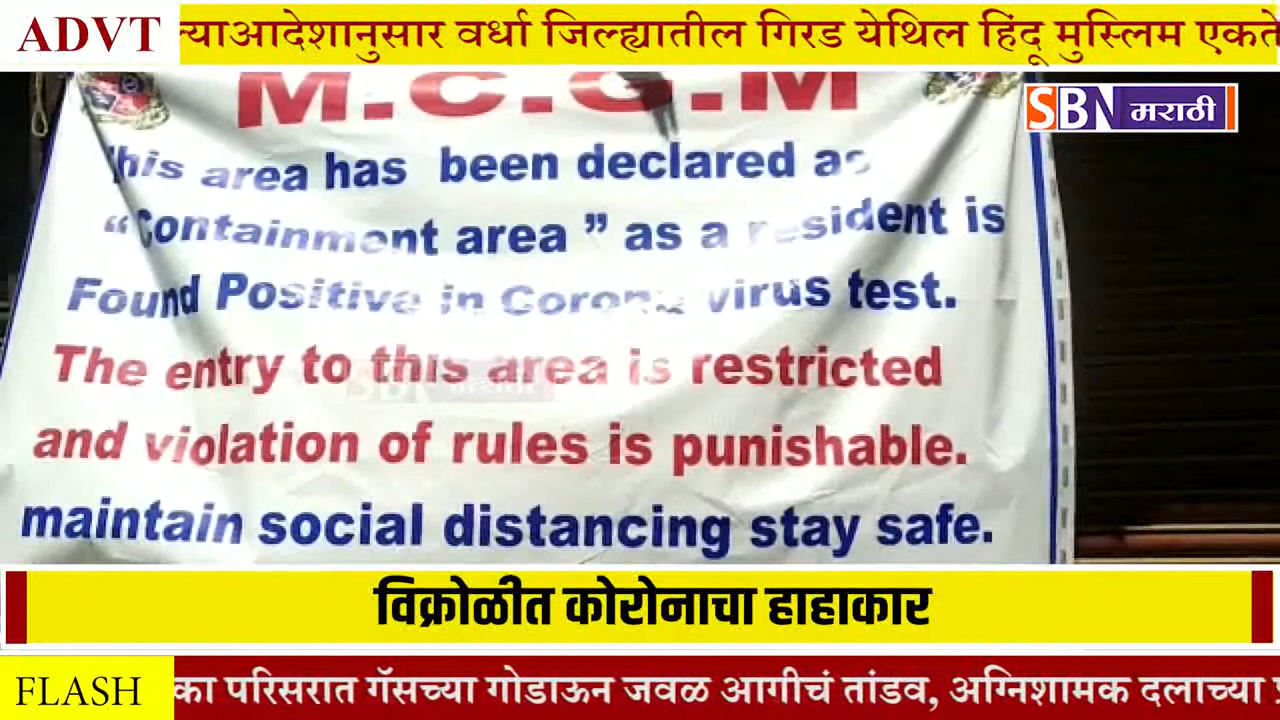 ADVT त्याआदेशानुसार वर्धा जिल्ह्यातील गिरड येथिल हिंदू मुस्लिम एकते
SBN मराठी
M.C.G.M
This area has been declared as
“Containment area ” as a resident is
Found Positive in Corona virus test.
The entry to this area is restricted
and violation of rules is punishable.
maintain social distancing stay safe.
SBN मराठी
विक्रोळीत कोरोनाचा हाहाकार
FLASH का परिसरात गॅसच्या गोडाऊन जवळ आगीचं तांडव, अग्निशामक दलाच्या